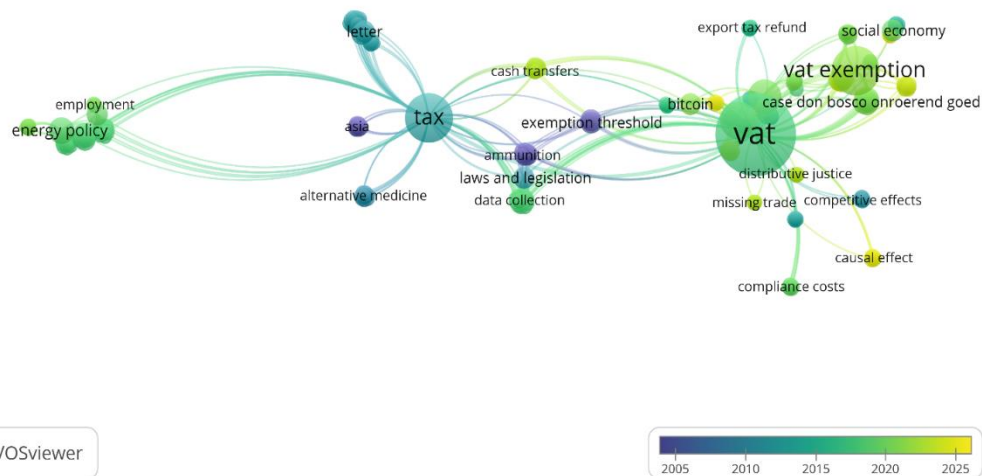 letter
export tax refund
social economy
cash transfers
vat exemption
employment
bitcoin
case don bosco onroerend goed
energy policy
asia
tax
exemption threshold
vat
ammunition
laws and legislation
distributive justice
alternative medicine
data collection
missing trade
competitive effects
causal effect
compliance costs
VOSviewer
2005
2010
2015
2020
2025